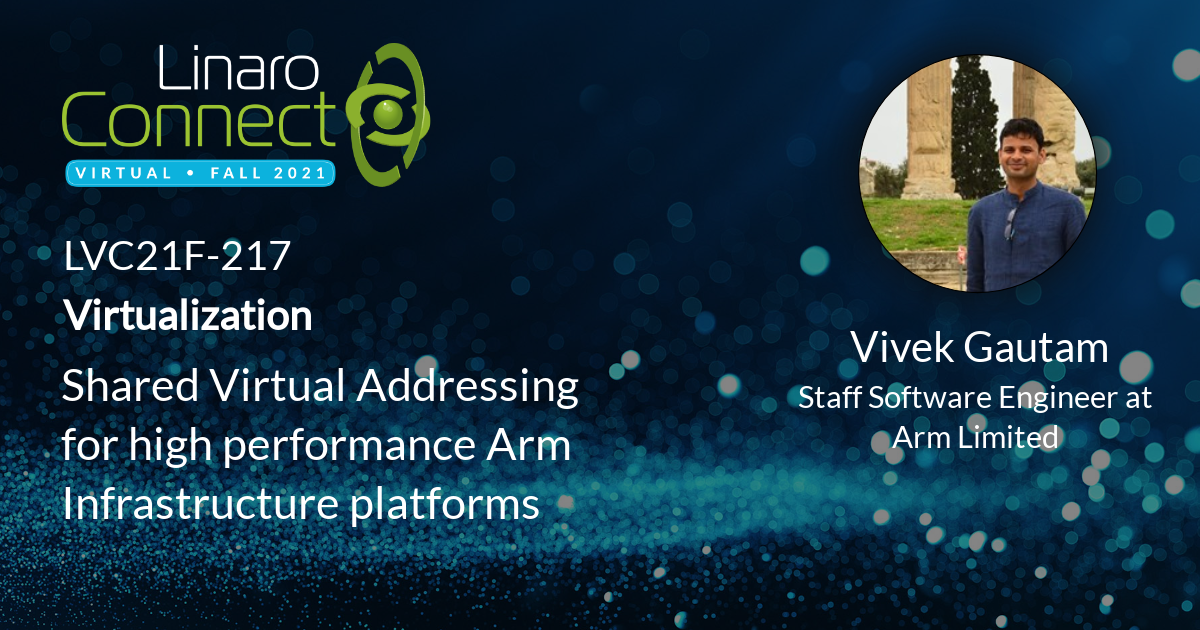 Linaro
Connect
VIRTUAL • FALL 2021
LVC21F-217
Virtualization
Shared Virtual Addressing
for high performance Arm
Infrastructure platforms
Vivek Gautam
Staff Software Engineer at
Arm Limited